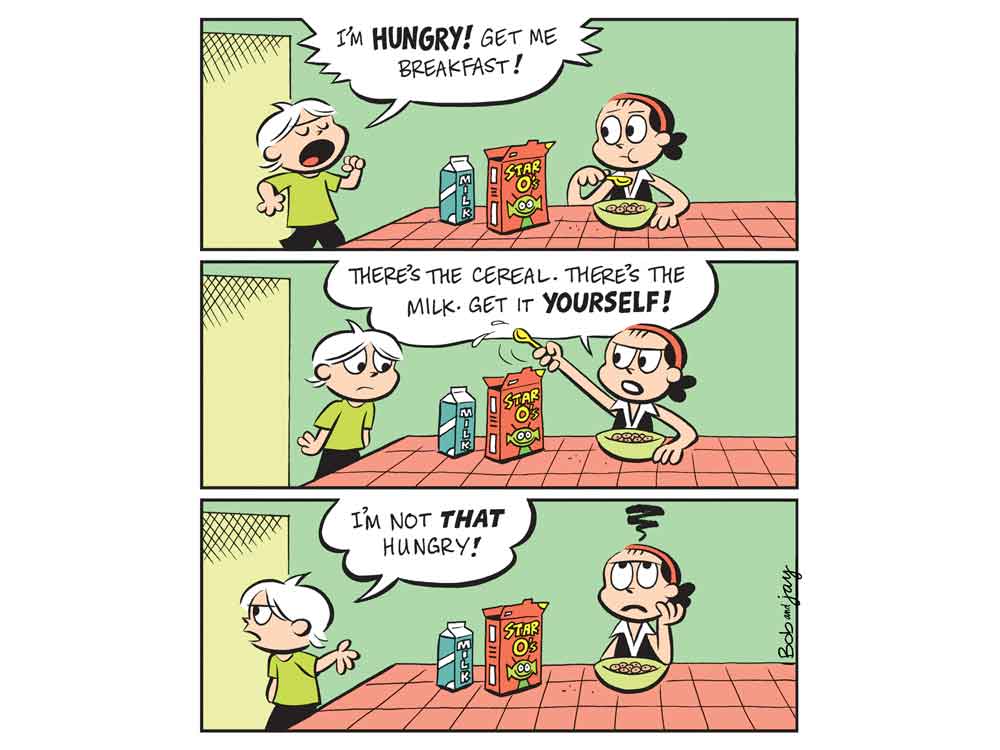 I'M HUNGRY! GET ME
BREAKFAST!
MILK
STAR
O's
THERE'S THE CEREAL. THERE'S THE
MILK. GET IT YOURSELF!
MILK
STAR
O's
I'M NOT THAT
HUNGRY!
MILK
STAR
O's
Bob and jay